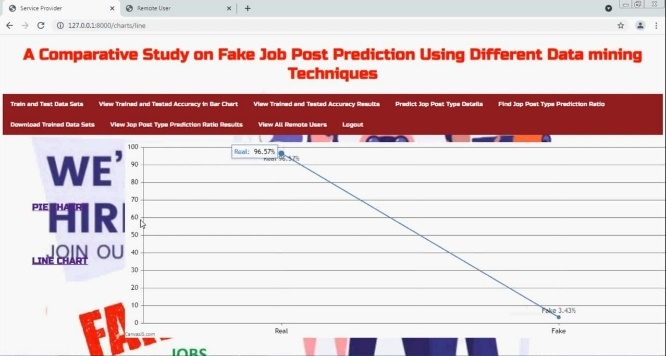 Service Provider
Remote User
127.0.0.1:8000/charts/line
A Comparative Study on Fake Job Post Prediction Using Different Data mining
Techniques
Train and Test Data Sets View Trained and Tested Accuracy in Bar Chart View Trained and Tested Accuracy Results Predict Jop Post Type Details Find Jop Post Type Prediction Ratio
Download Trained Data Sets View Jop Post Type Prediction Ratio Results View All Remote Users Logout
WE'
HIRI
JOIN OU
LINE CHART
JOBS
100
90
80
70
60
50
40
30
20
10
0
Real: 96.57%
Real 96.57%
Fake 3.43%
Real
Fake
CanvasJS.com